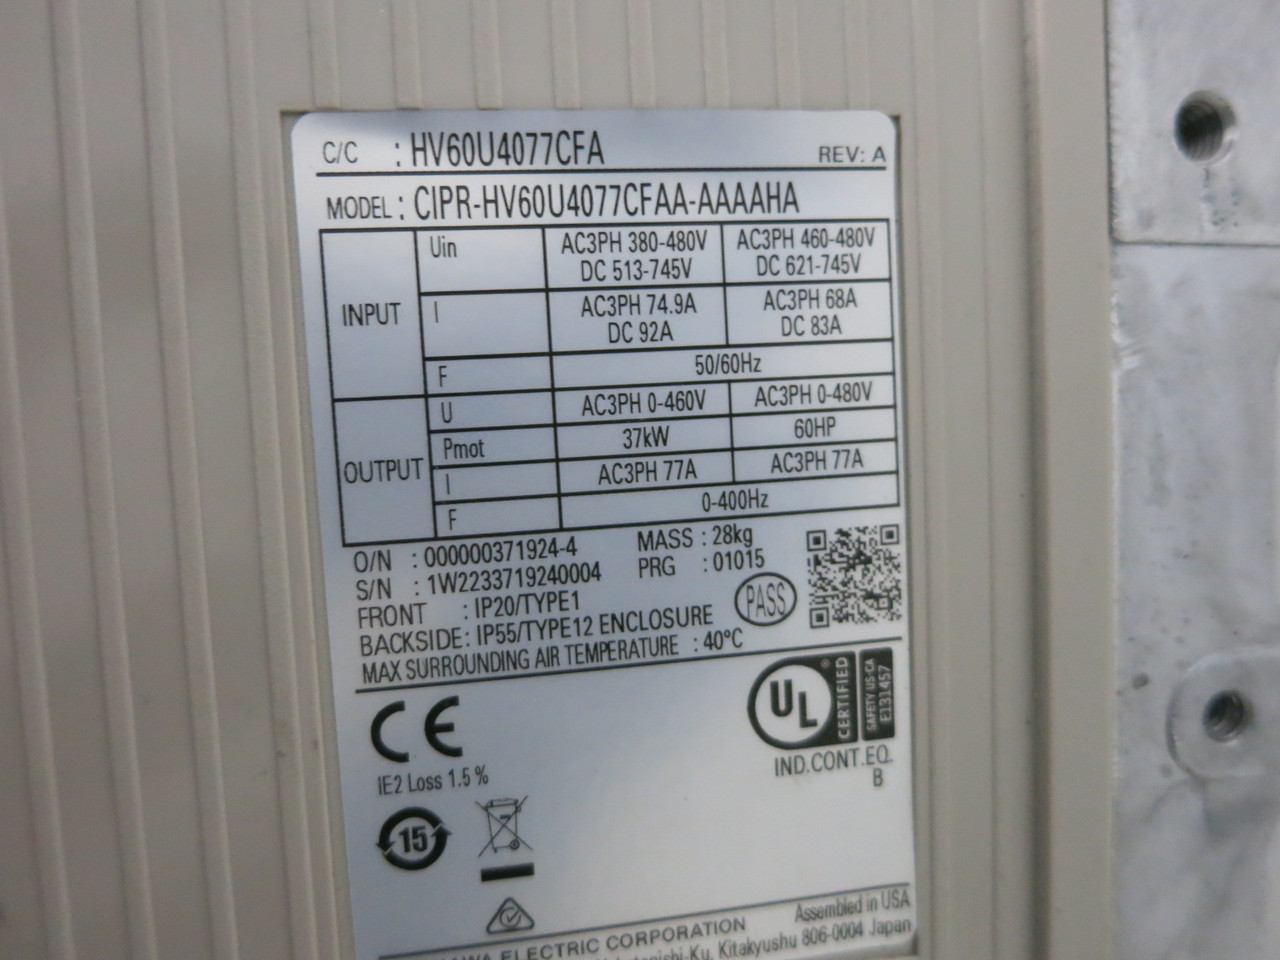 C/C : HV60U4077CFA REV: A
MODEL : CIPR-HV60U4077CFAA-AAAAHA
INPUT Uin AC3PH 380-480V DC 513-745V AC3PH 460-480V DC 621-745V
I AC3PH 74.9A DC 92A AC3PH 68A DC 83A
F 50/60Hz
OUTPUT U AC3PH 0-460V AC3PH 0-480V
Pmot 37kW 60HP
I AC3PH 77A AC3PH 77A
F 0-400Hz
O/N : 000000371924-4 MASS : 28kg
S/N : 1W2233719240004 PRG : 01015
FRONT : IP20/TYPE1 PASS
BACKSIDE : IP55/TYPE12 ENCLOSURE
MAX SURROUNDING AIR TEMPERATURE : 40°C
CE
UL ® CERTIFIED SAFETY US-CA E131457
IE2 Loss 1.5 %
IND.CONT.EQ.
B
15
ELECTRIC CORPORATION Assembled in USA
Kitakyushu 806-0004 Japan